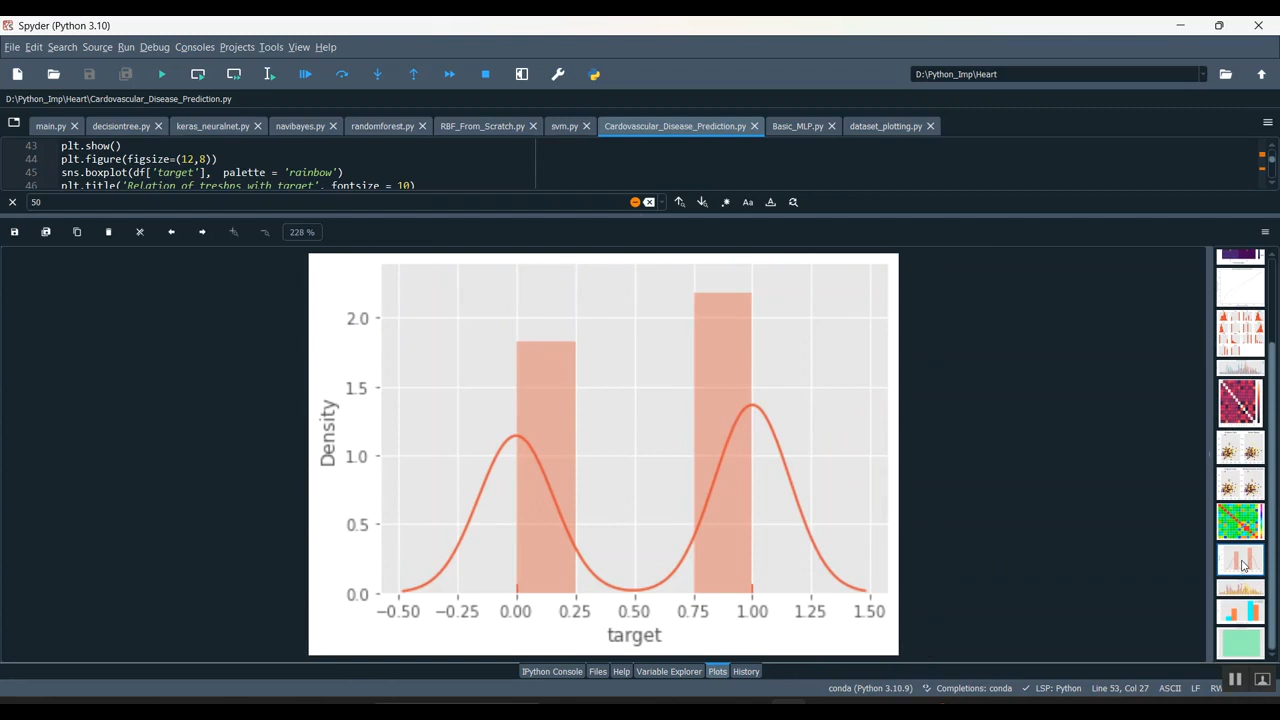 Spyder (Python 3.10)
File Edit Search Source Run Debug Consoles Projects Tools View Help
D:\Python_Imp\Heart
D:\Python_Imp\Heart\Cardiovascular_Disease_Prediction.py
main.py decisiontree.py keras_neuralnet.py navibayes.py randomforest.py RBF_From_Scratch.py svm.py Cardovascular_Disease_Prediction.py Basic_MLP.py dataset_plotting.py
43 plt.show()
44 plt.figure(figsize=(12,8))
45 sns.boxplot(df['target'], palette = 'rainbow')
46 plt.title('Relation of tresbps with target', fontsize = 10)
50
Aa
228 %
2.0
1.5
1.0
0.5
0.0
Density
−0.50 −0.25 0.00 0.25 0.50 0.75 1.00 1.25 1.50
target
IPython Console Files Help Variable Explorer Plots History
conda (Python 3.10.9) Completions: conda LSP: Python Line 53, Col 27 ASCII LF RW